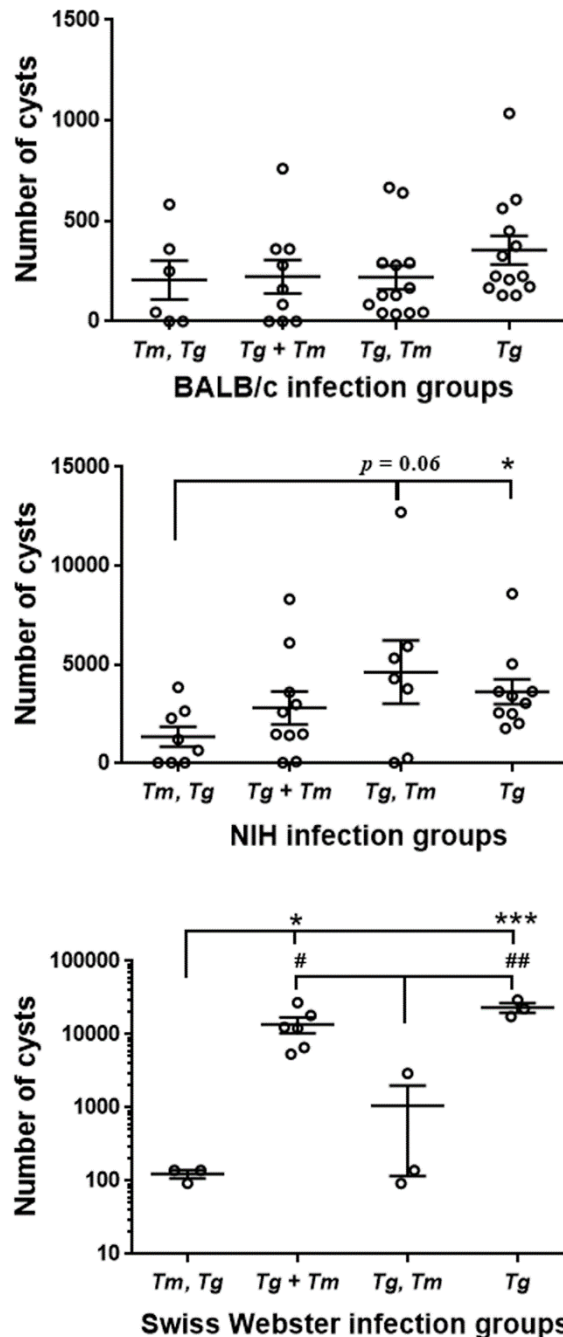 1500
1000
500
0
Number of cysts
Tm, Tg Tg + Tm Tg, Tm Tg
BALB/c infection groups
15000
10000
5000
0
Number of cysts
p = 0.06 *
Tm, Tg Tg + Tm Tg, Tm Tg
NIH infection groups
* ***
# ##
100000
10000
1000
100
10
Number of cysts
Tm, Tg Tg + Tm Tg, Tm Tg
Swiss Webster infection groups